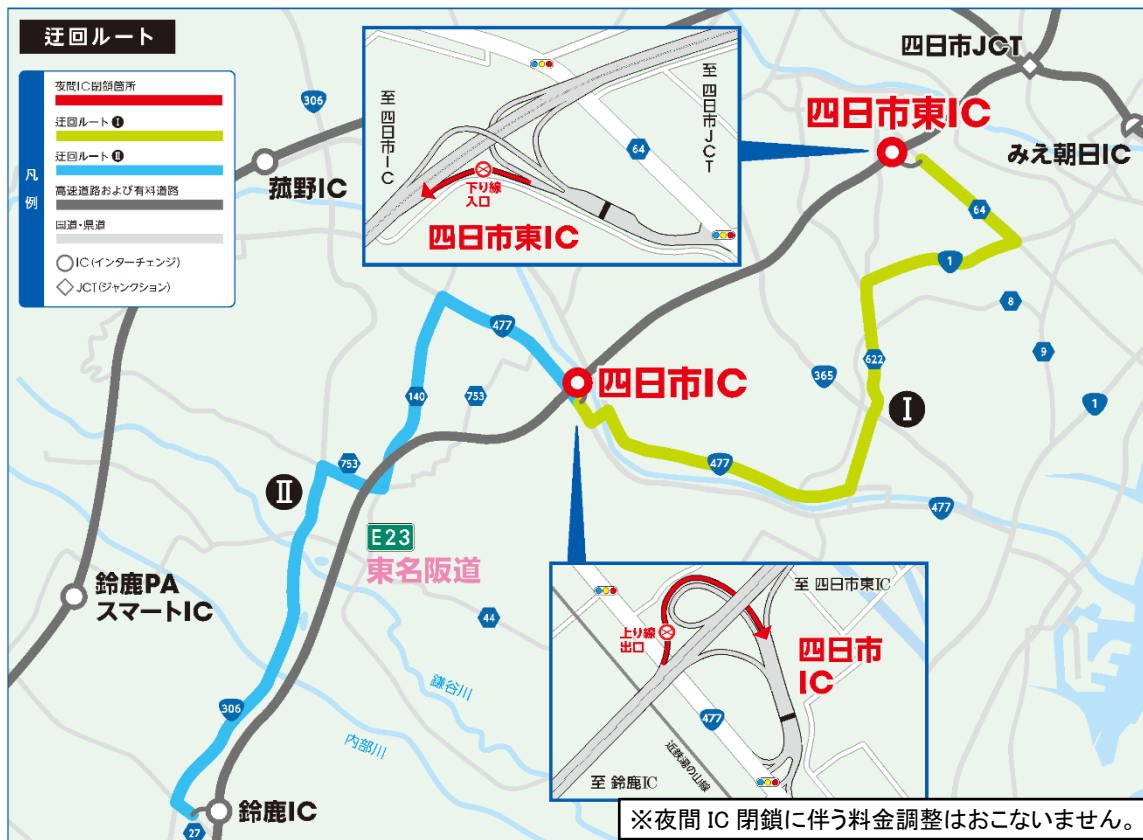 迂回ルート
凡例
夜間IC閉鎖箇所
迂回ルート Ⅰ
迂回ルート Ⅱ
高速道路および有料道路
国道・県道
IC(インターチェンジ)
JCT(ジャンクション)
306
菰野IC
至 四日市IC
64
至 四日市JCT
下り線
入口
四日市東IC
四日市JCT
四日市東IC
みえ朝日IC
64
1
8
9
622
365
1
Ⅰ
477
四日市IC
753
140
753
Ⅱ
477
477
E23
東名阪道
鈴鹿PA
スマートIC
44
鎌谷川
内部川
306
鈴鹿IC
27
至 四日市東IC
上り線
出口
四日市
IC
477
近鉄湯の山線
至 鈴鹿IC
※夜間 IC 閉鎖に伴う料金調整はおこないません。